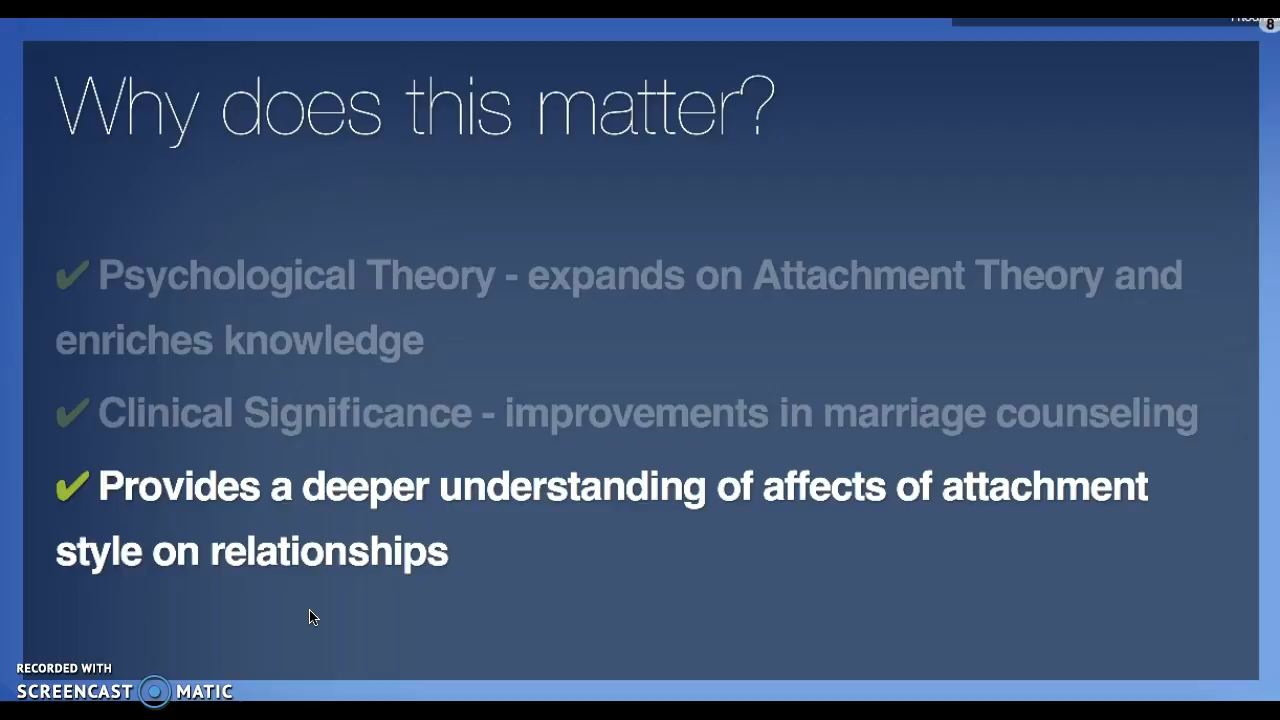 8
Why does this matter?
✔ Psychological Theory - expands on Attachment Theory and
enriches knowledge
✔ Clinical Significance - improvements in marriage counseling
✔ Provides a deeper understanding of affects of attachment
style on relationships
RECORDED WITH
SCREENCAST MATIC